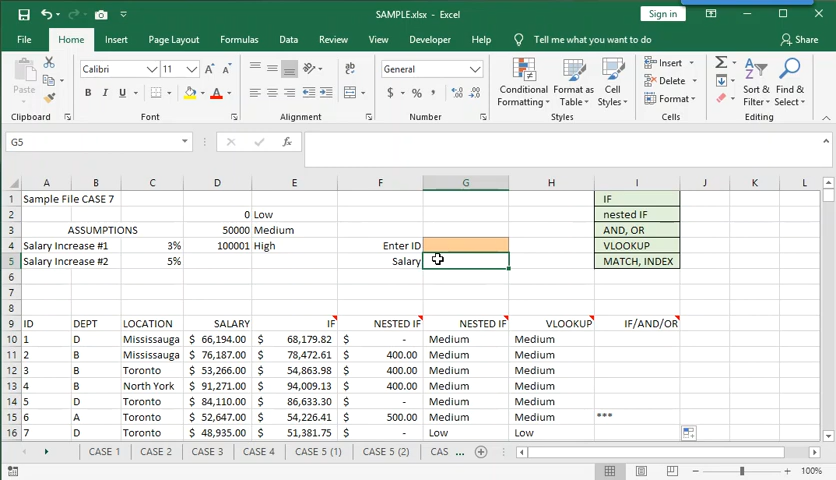 SAMPLE.xlsx - Excel
Sign in
File Home Insert Page Layout Formulas Data Review View Developer Help Tell me what you want to do Share
Calibri 11 General Insert
Paste Conditional Formatting Format as Table Cell Styles Delete Format Sort & Filter Find & Select
Clipboard Font Alignment Number Styles Cells Editing
G5 fx
A B C D E F G H I J K L
1 Sample File CASE 7 IF
2 0 Low nested IF
3 ASSUMPTIONS 50000 Medium AND, OR
4 Salary Increase #1 3% 100001 High Enter ID VLOOKUP
5 Salary Increase #2 5% Salary MATCH, INDEX
6
7
8
9 ID DEPT LOCATION SALARY IF NESTED IF NESTED IF VLOOKUP IF/AND/OR
10 1 D Mississauga $ 66,194.00 $ 68,179.82 $ - Medium Medium
11 2 B Mississauga $ 76,187.00 $ 78,472.61 $ 400.00 Medium Medium
12 3 B Toronto $ 53,266.00 $ 54,863.98 $ 400.00 Medium Medium
13 4 B North York $ 91,271.00 $ 94,009.13 $ 400.00 Medium Medium
14 5 D Toronto $ 84,110.00 $ 86,633.30 $ - Medium Medium
15 6 A Toronto $ 52,647.00 $ 54,226.41 $ 500.00 Medium Medium ***
16 7 D Toronto $ 48,935.00 $ 51,381.75 $ - Low Low
CASE 1 CASE 2 CASE 3 CASE 4 CASE 5 (1) CASE 5 (2) CAS ...
100%